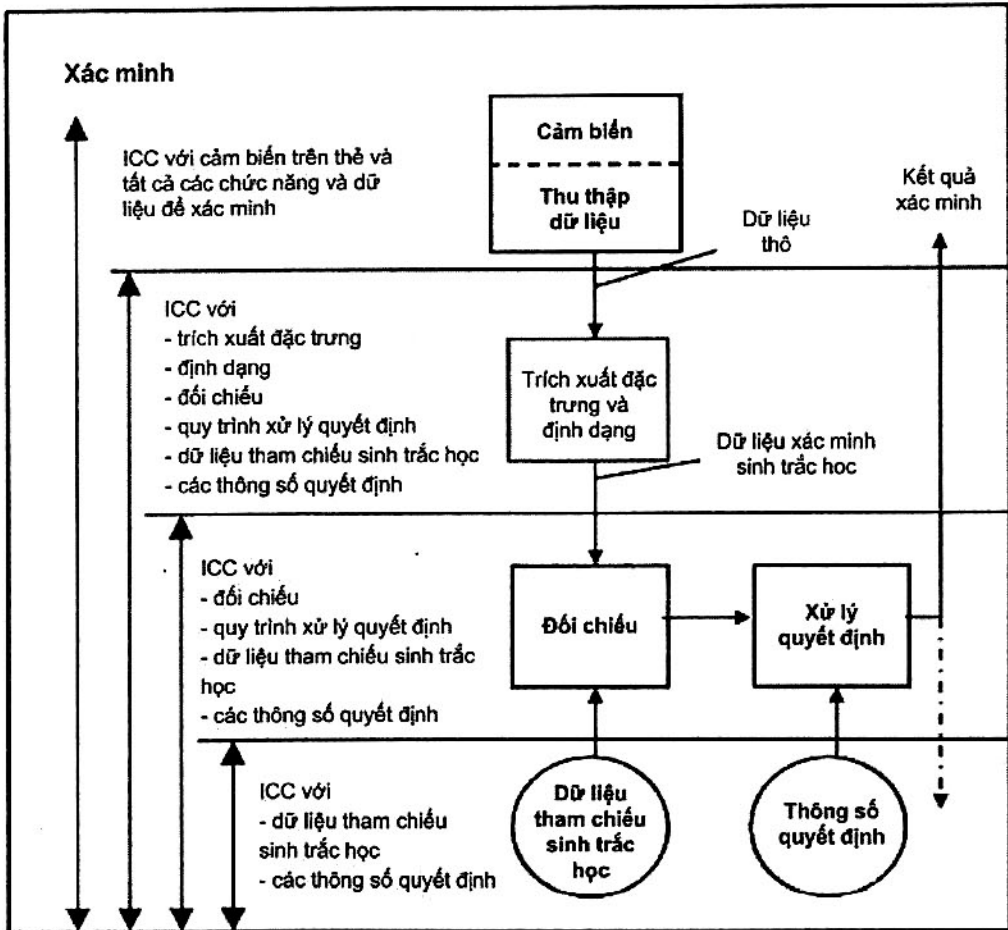 Xác minh
ICC với cảm biến trên thẻ và
tất cả các chức năng và dữ
liệu để xác minh
Cảm biến
Thu thập
dữ liệu
Kết quả
xác minh
Dữ liệu
thô
ICC với
- trích xuất đặc trưng
- định dạng
- đối chiếu
- quy trình xử lý quyết định
- dữ liệu tham chiếu sinh trắc học
- các thông số quyết định
Trích xuất đặc
trưng và
định dạng
Dữ liệu xác minh
sinh trắc hoc
ICC với
- đối chiếu
- quy trình xử lý quyết định
- dữ liệu tham chiếu sinh trắc
học
- các thông số quyết định
Đối chiếu
Xử lý
quyết định
ICC với
- dữ liệu tham chiếu
sinh trắc học
- các thông số quyết định
Dữ liệu
tham chiếu
sinh trắc
học
Thông số
quyết định